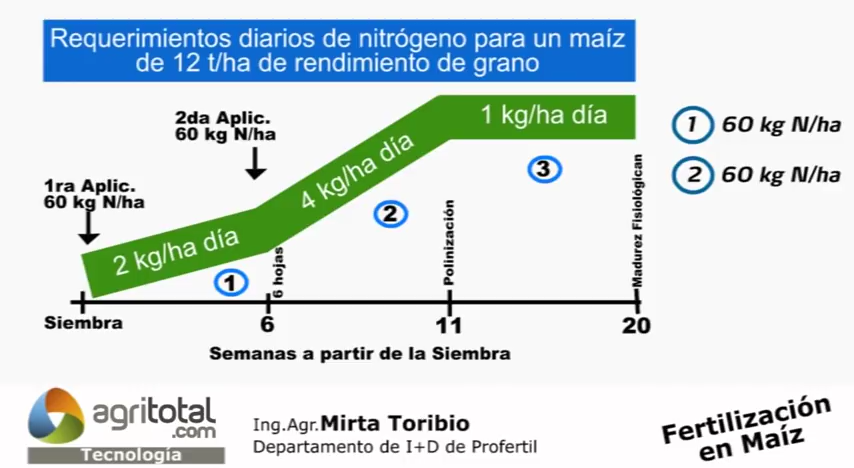 Requerimientos diarios de nitrógeno para un maíz
de 12 t/ha de rendimiento de grano
2da Aplic.
60 kg N/ha
1ra Aplic.
60 kg N/ha
2 kg/ha día
4 kg/ha día
1 kg/ha día
1
2
3
6 hojas
Polinización
Madurez Fisiológican
1 60 kg N/ha
2 60 kg N/ha
Siembra 6 11 20
Semanas a partir de la Siembra
agritotal
.com
Tecnología
Ing.Agr.Mirta Toribio
Departamento de I+D de Profertil
Fertilización
en Maíz